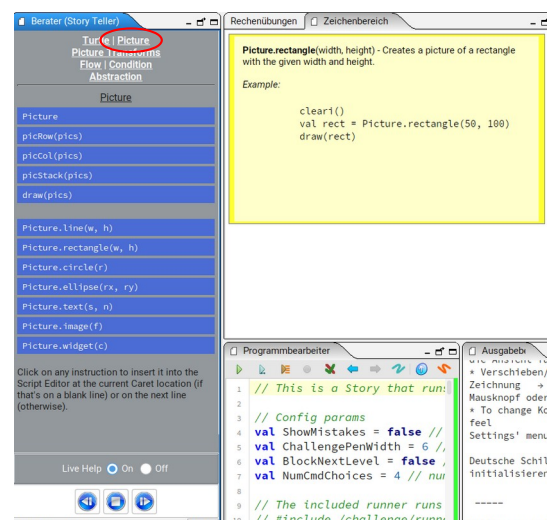 Berater (Story Teller)
Turtle | Picture
Picture Transforms
Flow | Condition
Abstraction
Picture
Picture
picRow(pics)
picCol(pics)
picStack(pics)
draw(pics)
Picture.line(w, h)
Picture.rectangle(w, h)
Picture.circle(r)
Picture.ellipse(rx, ry)
Picture.text(s, n)
Picture.image(f)
Picture.widget(c)
Click on any instruction to insert it into the
Script Editor at the current Caret location (if
that's on a blank line) or on the next line
(otherwise).
Live Help On Off
Rechenübungen Zeichenbereich
Picture.rectangle(width, height) - Creates a picture of a rectangle
with the given width and height.
Example:
cleari()
val rect = Picture.rectangle(50, 100)
draw(rect)
Programmbearbeiter
1 // This is a Story that runs
2
3 // Config params
4 val ShowMistakes = false //
5 val ChallengePenWidth = 6 /
6 val BlockNextLevel = false /
7 val NumCmdChoices = 4 // nu
8
9 // The included runner runs
10 // #include /challenge/runn
Ausgabeb
* Verschieben/
Zeichnung →
Mausknopf oder
* To change Ko
feel
Settings' menu
Deutsche Schil
initialisieren
-----